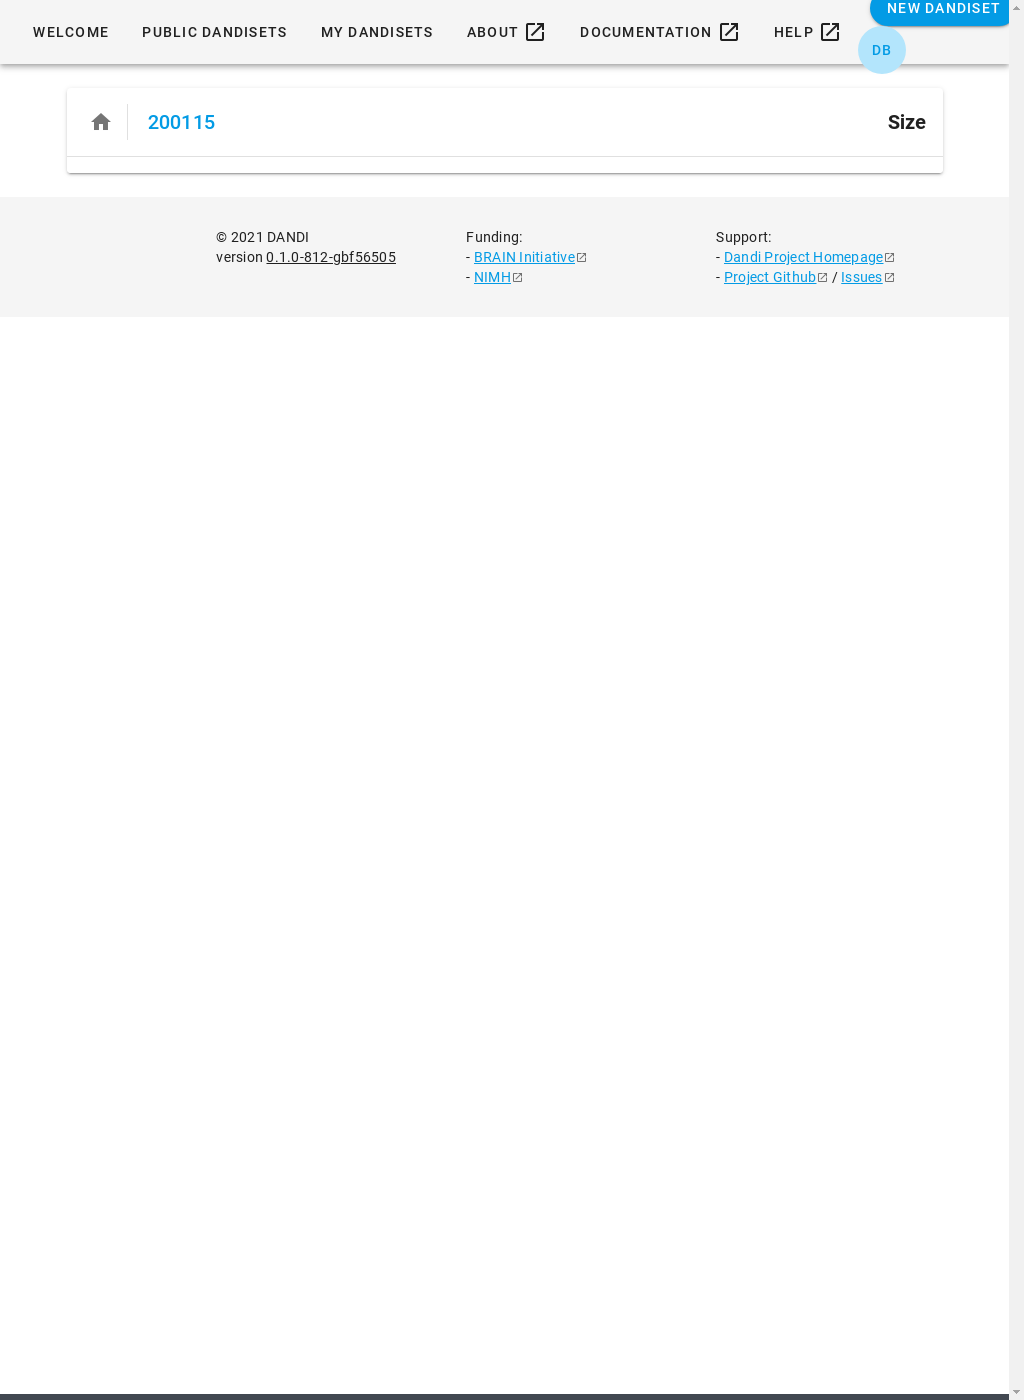 WELCOME PUBLIC DANDISETS MY DANDISETS ABOUT DOCUMENTATION HELP NEW DANDISET
DB
200115 Size
© 2021 DANDI
version 0.1.0-812-gbf56505
Funding:
- BRAIN Initiative
- NIMH
Support:
- Dandi Project Homepage
- Project Github / Issues